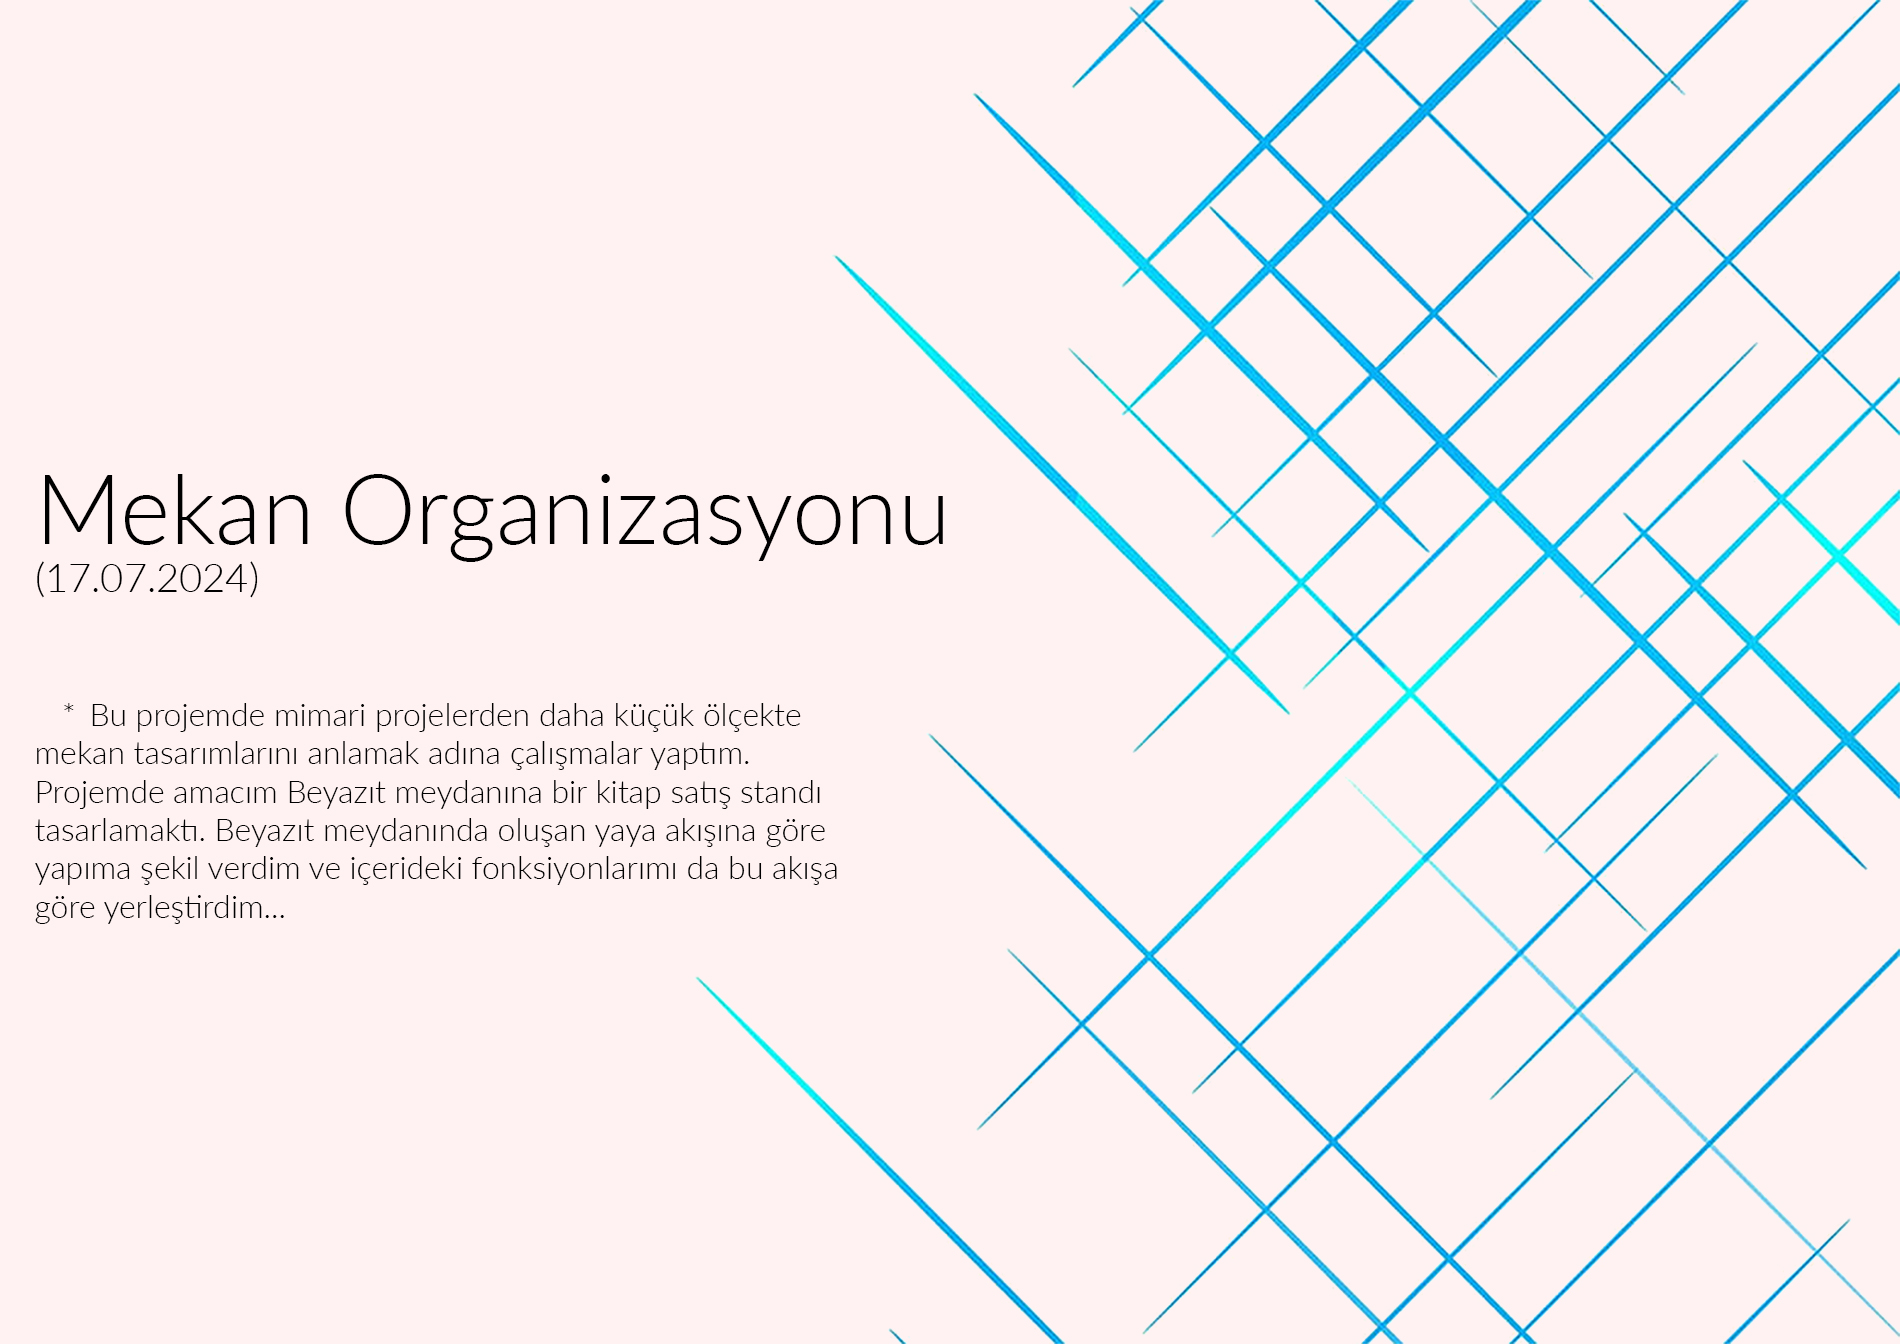 Mekan Organizasyonu
(17.07.2024)
* Bu projemde mimari projelerden daha küçük ölçekte
mekan tasarımlarını anlamak adına çalışmalar yaptım.
Projemde amacım Beyazıt meydanına bir kitap satış standı
tasarlamaktı. Beyazıt meydanında oluşan yaya akışına göre
yapıma şekil verdim ve içerideki fonksiyonlarımı da bu akışa
göre yerleştirdim...